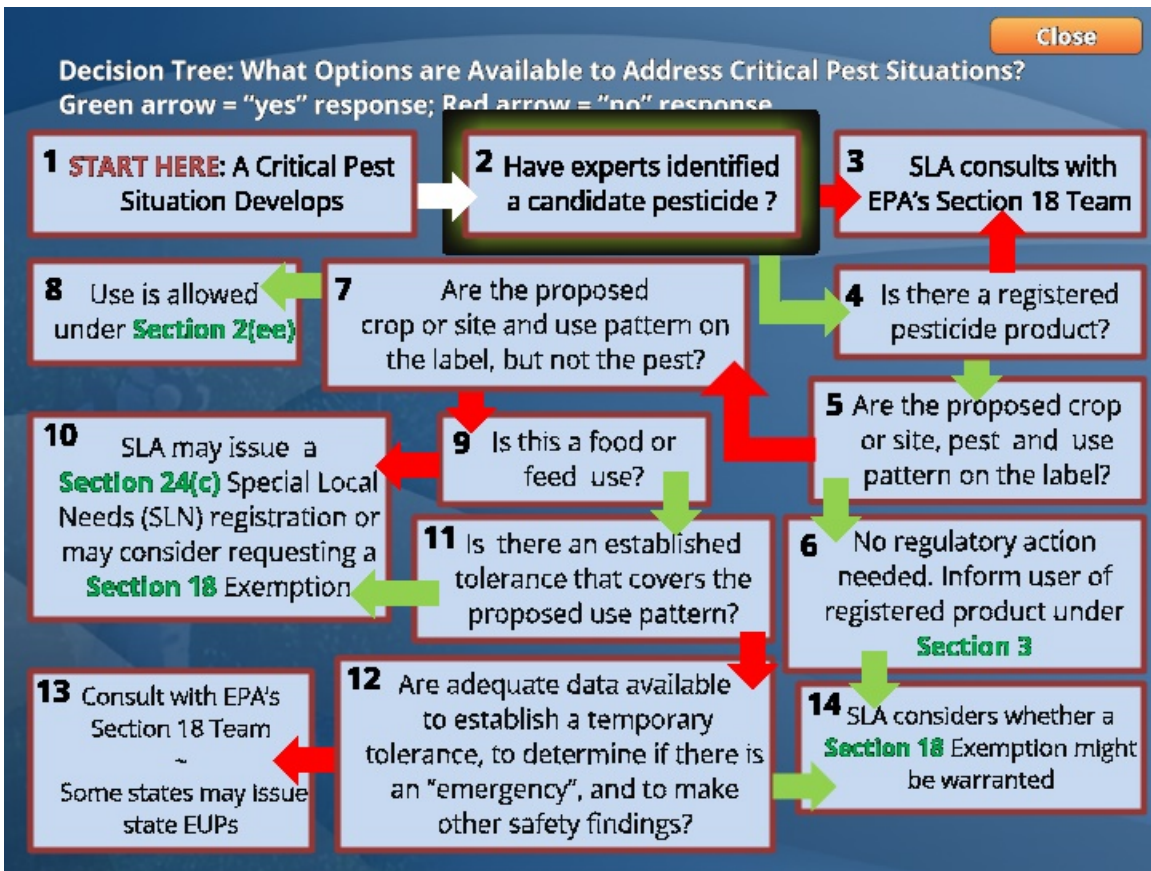 Close
Decision Tree: What Options are Available to Address Critical Pest Situations?
Green arrow = “yes” response; Red arrow = “no” response
1 START HERE: A Critical Pest
Situation Develops
2 Have experts identified
a candidate pesticide ?
3 SLA consults with
EPA’s Section 18 Team
8 Use is allowed
under Section 2(ee)
7 Are the proposed
crop or site and use pattern on
the label, but not the pest?
4 Is there a registered
pesticide product?
5 Are the proposed crop
or site, pest and use
pattern on the label?
10 SLA may issue a
Section 24(c) Special Local
Needs (SLN) registration or
may consider requesting a
Section 18 Exemption
9 Is this a food or
feed use?
11 Is there an established
tolerance that covers the
proposed use pattern?
6 No regulatory action
needed. Inform user of
registered product under
Section 3
13 Consult with EPA’s
Section 18 Team
~
Some states may issue
state EUPs
12 Are adequate data available
to establish a temporary
tolerance, to determine if there is
an “emergency”, and to make
other safety findings?
14 SLA considers whether a
Section 18 Exemption might
be warranted